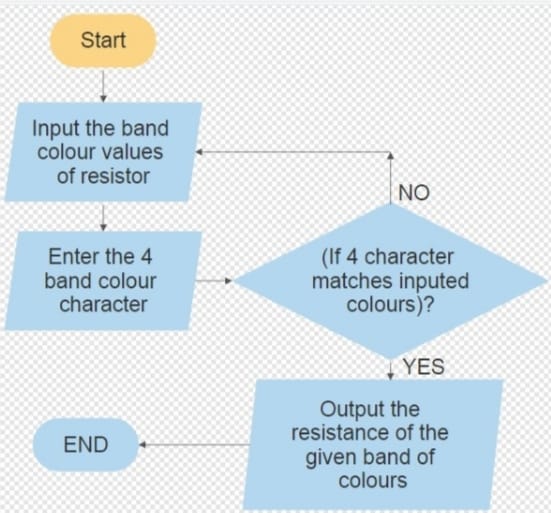 Start
Input the band
colour values
of resistor
NO
Enter the 4
band colour
character
(If 4 character
matches inputed
colours)?
YES
Output the
resistance of the
given band of
colours
END